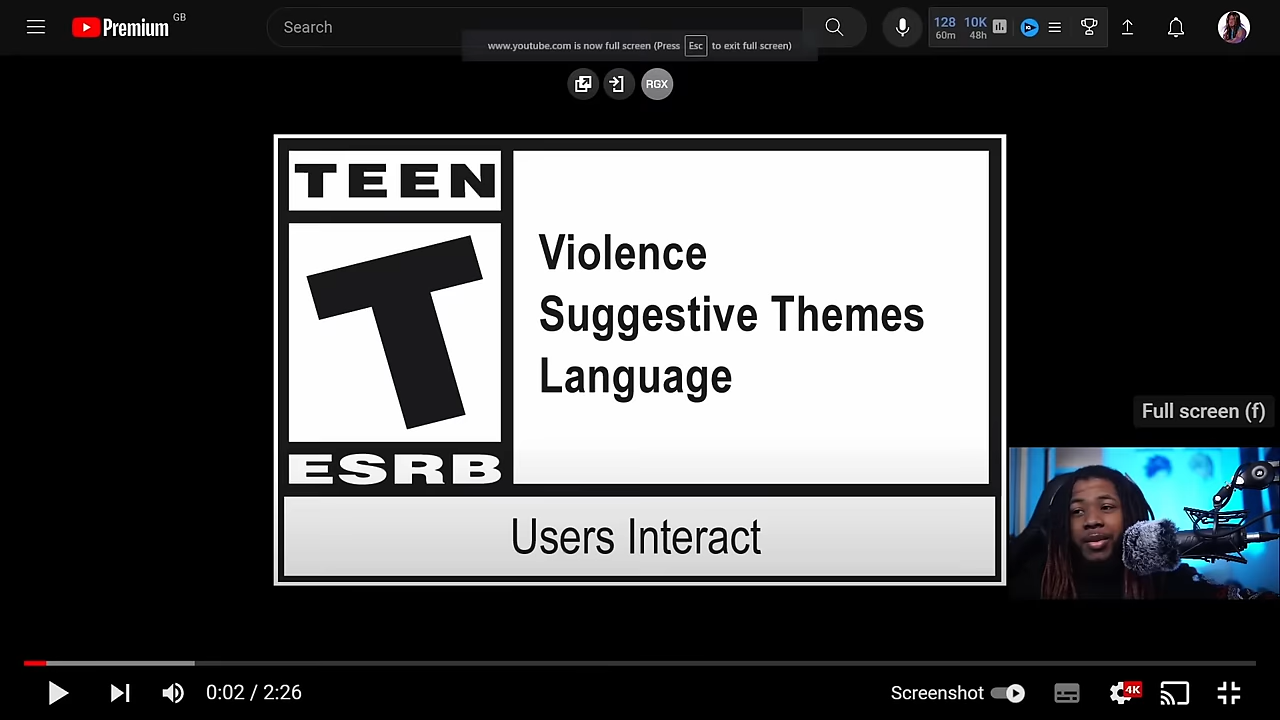 Premium GB
Search
128 10K
60m 48h
www.youtube.com is now full screen (Press Esc to exit full screen)
RGX
TEEN
T
ESRB
Violence
Suggestive Themes
Language
Users Interact
Full screen (f)
0:02 / 2:26
Screenshot
4K